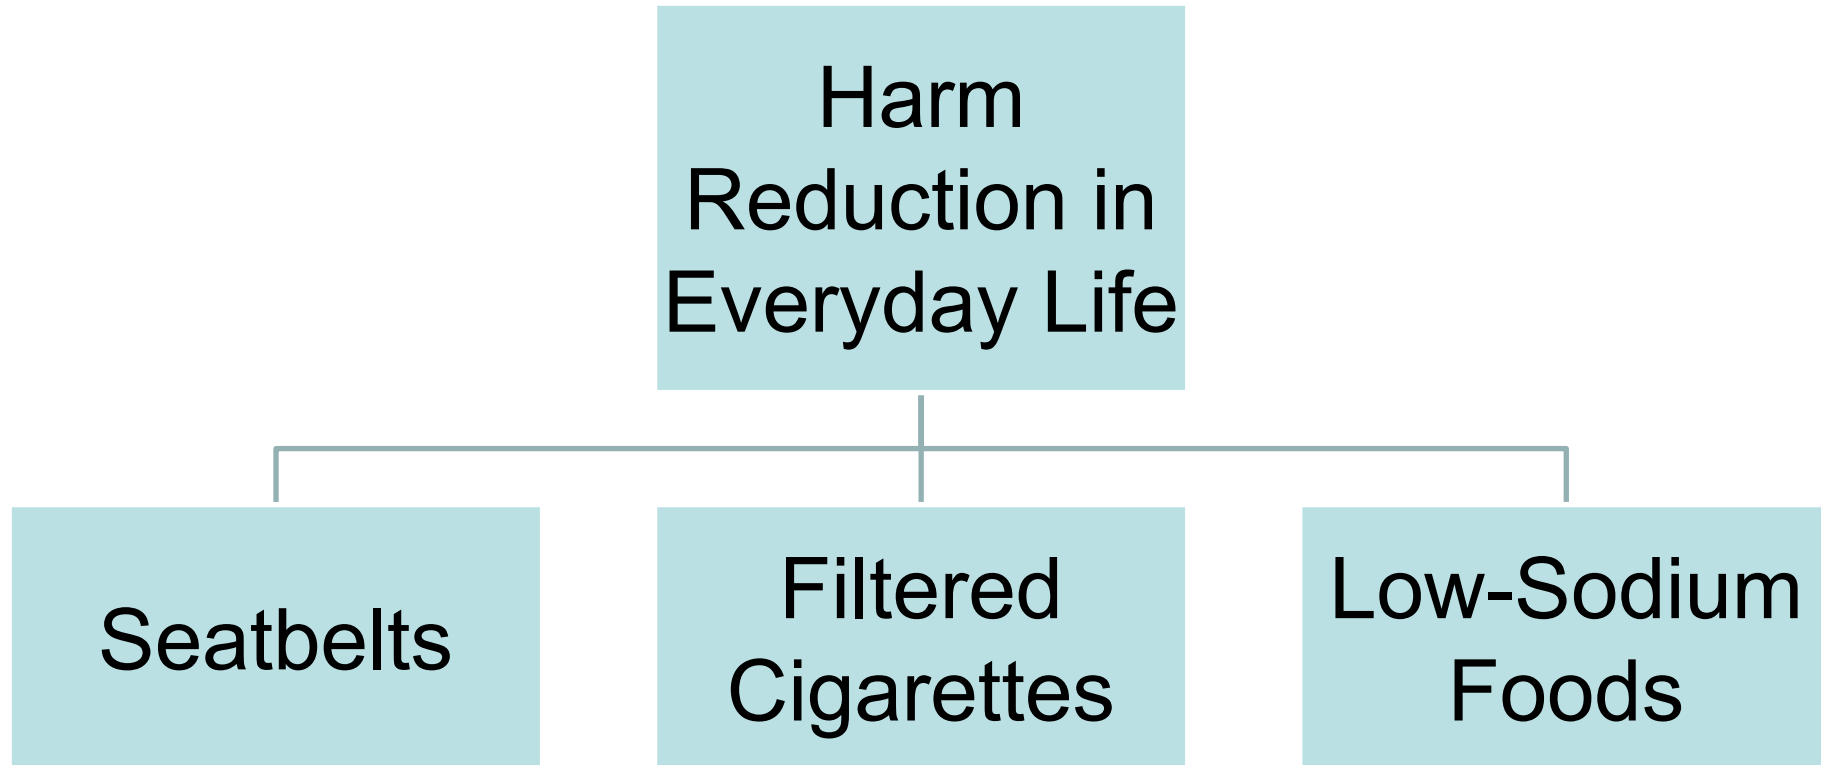 Harm
Reduction in
Everyday Life
Seatbelts
Filtered
Cigarettes
Low-Sodium
Foods